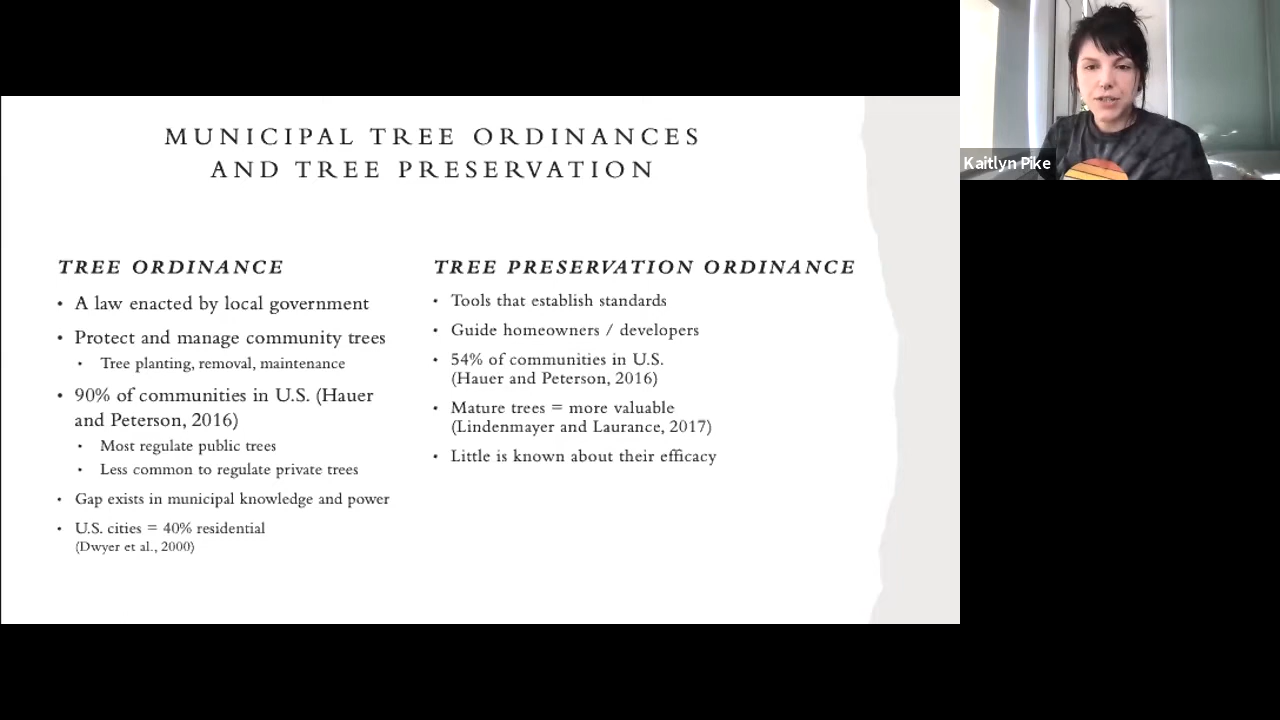 MUNICIPAL TREE ORDINANCES
AND TREE PRESERVATION
TREE ORDINANCE
• A law enacted by local government
• Protect and manage community trees
• Tree planting, removal, maintenance
• 90% of communities in U.S. (Hauer
and Peterson, 2016)
• Most regulate public trees
• Less common to regulate private trees
• Gap exists in municipal knowledge and power
• U.S. cities = 40% residential
(Dwyer et al., 2000)
TREE PRESERVATION ORDINANCE
• Tools that establish standards
• Guide homeowners / developers
• 54% of communities in U.S.
(Hauer and Peterson, 2016)
• Mature trees = more valuable
(Lindenmayer and Laurance, 2017)
• Little is known about their efficacy
Kaitlyn Pike